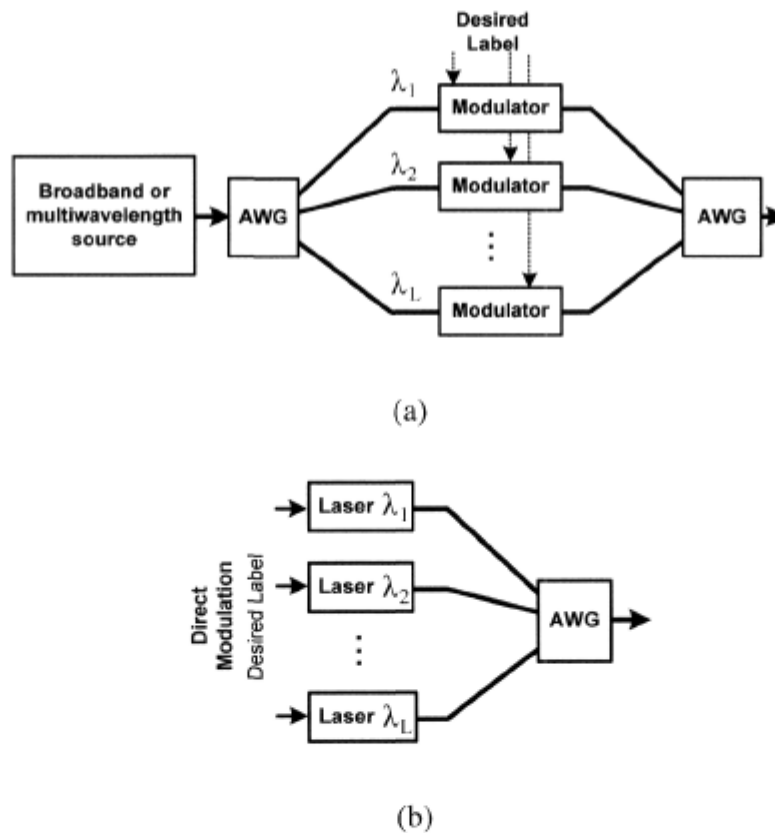 Desired
Label
λ1
Modulator
Broadband or
multiwavelength
source
AWG
λ2
Modulator
AWG
λL
Modulator
(a)
Laser λ1
Direct
Modulation
Desired Label
Laser λ2
AWG
Laser λL
(b)